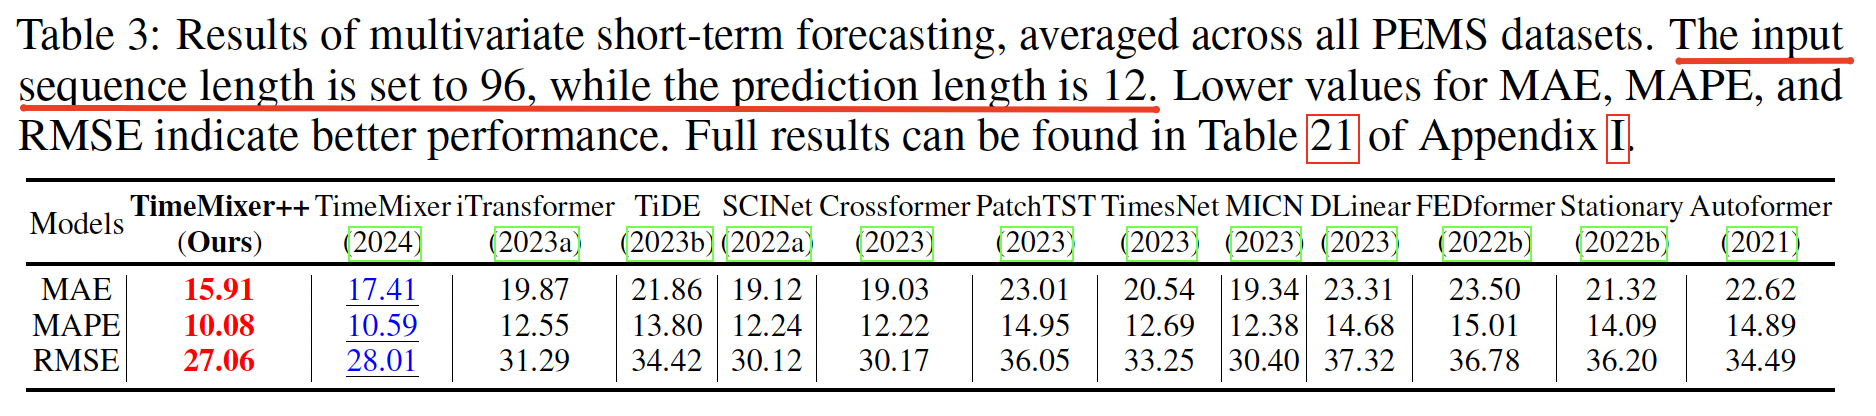 Table 3: Results of multivariate short-term forecasting, averaged across all PEMS datasets. The input
sequence length is set to 96, while the prediction length is 12. Lower values for MAE, MAPE, and
RMSE indicate better performance. Full results can be found in Table 21 of Appendix I.
Models TimeMixer++ TimeMixer iTransformer TiDE SCINet Crossformer PatchTST TimesNet MICN DLinear FEDformer Stationary Autoformer
(Ours) (2024) (2023a) (2023b) (2022a) (2023) (2023) (2023) (2023) (2023) (2022b) (2022b) (2021)
MAE 15.91 17.41 19.87 21.86 19.12 19.03 23.01 20.54 19.34 23.31 23.50 21.32 22.62
MAPE 10.08 10.59 12.55 13.80 12.24 12.22 14.95 12.69 12.38 14.68 15.01 14.09 14.89
RMSE 27.06 28.01 31.29 34.42 30.12 30.17 36.05 33.25 30.40 37.32 36.78 36.20 34.49